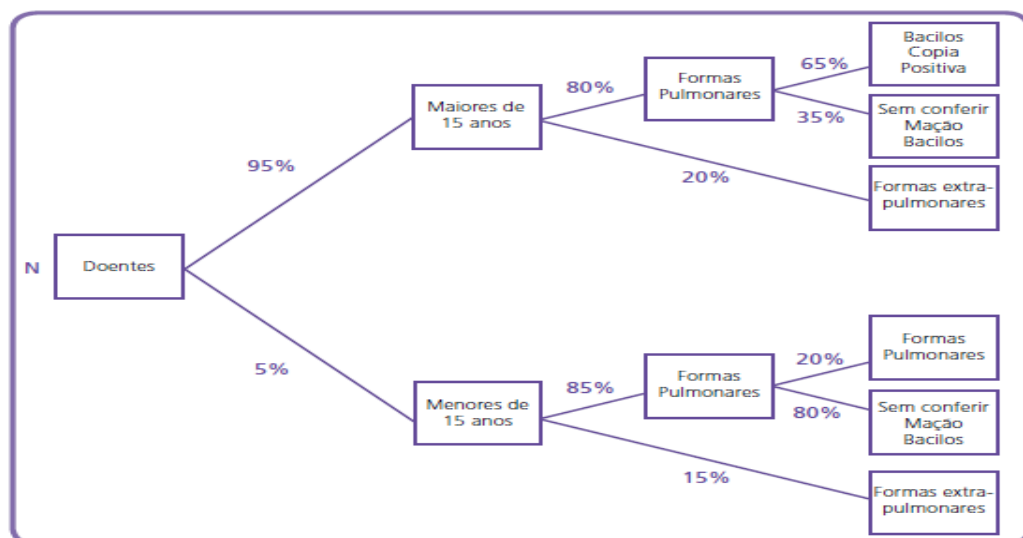 N
Doentes
95%
5%
Maiores de
15 anos
80%
20%
Formas
Pulmonares
65%
35%
Bacilos
Copia
Positiva
Sem conferir
Mação
Bacilos
Formas extra-
pulmonares
Menores de
15 anos
85%
15%
Formas
Pulmonares
20%
80%
Formas
Pulmonares
Sem conferir
Mação
Bacilos
Formas extra-
pulmonares